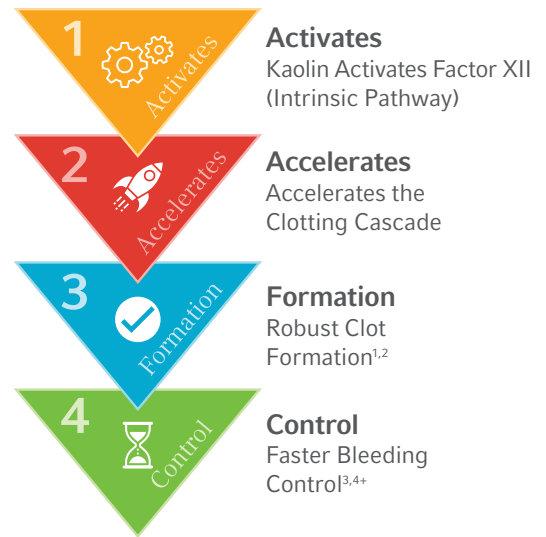 1
Activates
Activates
Kaolin Activates Factor XII
(Intrinsic Pathway)
2
Accelerates
Accelerates
Accelerates the
Clotting Cascade
3
Formation
Formation
Robust Clot
Formation1,2
4
Control
Control
Faster Bleeding
Control3,4+